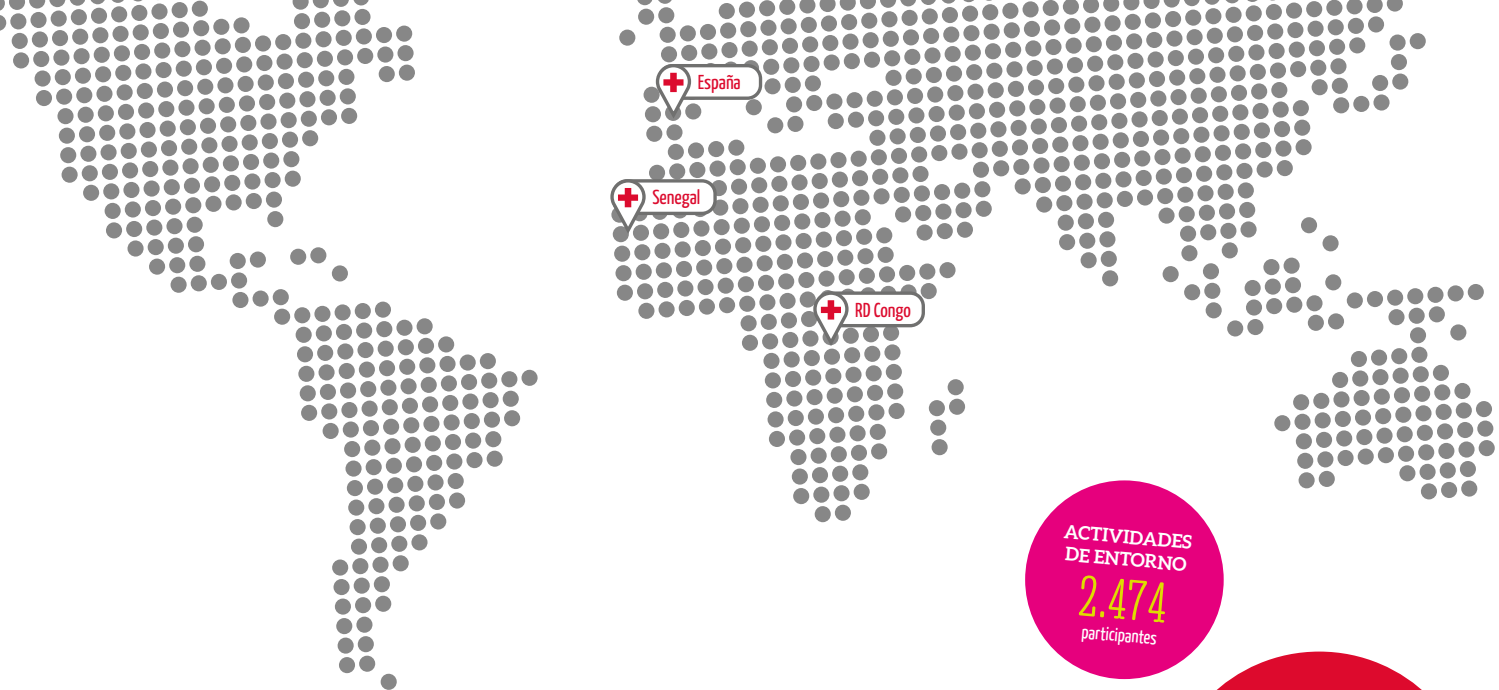 España
Senegal
RD Congo
ACTIVIDADES
DE ENTORNO
2.474
participantes